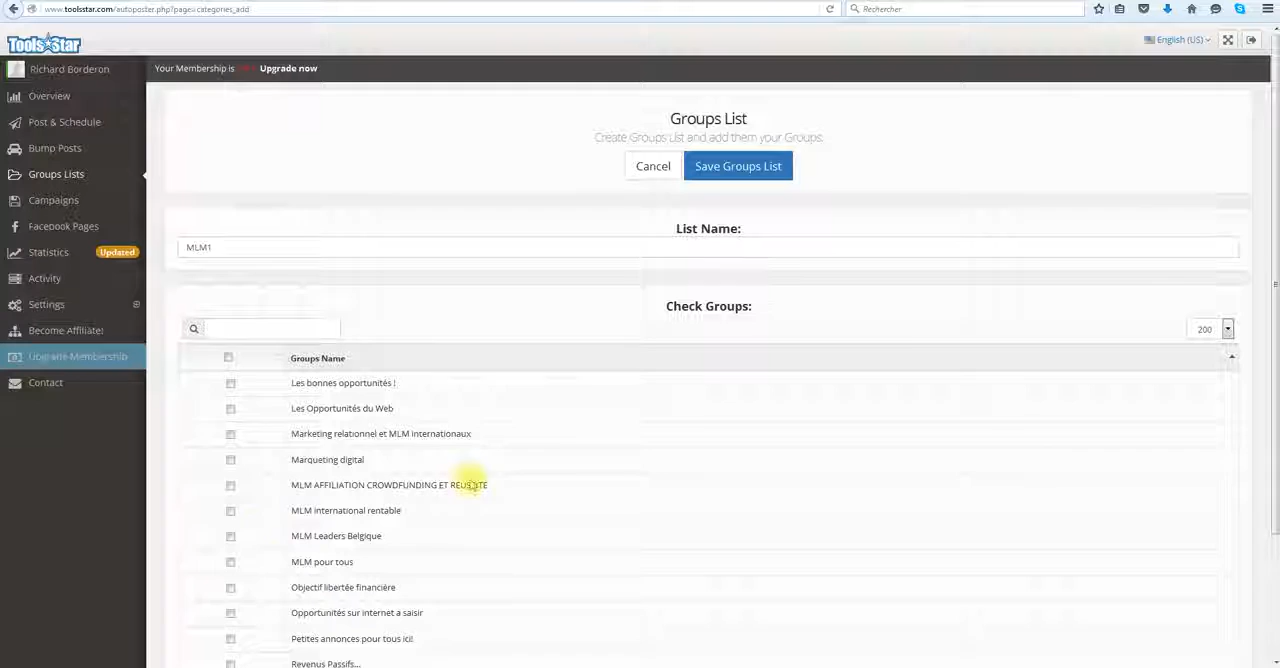 www.toolsstar.com/autoposter.php?page=categories_add
Rechercher
Tools Star
English (US)
Richard Borderon
Your Membership is
Upgrade now
Overview
Post & Schedule
Bump Posts
Groups Lists
Campaigns
Facebook Pages
Statistics
Updated
Activity
Settings
Become Affiliate!
Upgrade Membership
Contact
Groups List
Create Groups List and add them your Groups.
Cancel
Save Groups List
List Name:
MLM1
Check Groups:
200
Groups Name
Les bonnes opportunités !
Les Opportunités du Web
Marketing relationnel et MLM internationaux
Marqueting digital
MLM AFFILIATION CROWDFUNDING ET REUSSITE
MLM international rentable
MLM Leaders Belgique
MLM pour tous
Objectif libertée financière
Opportunités sur internet a saisir
Petites annonces pour tous ici!
Revenus Passifs...